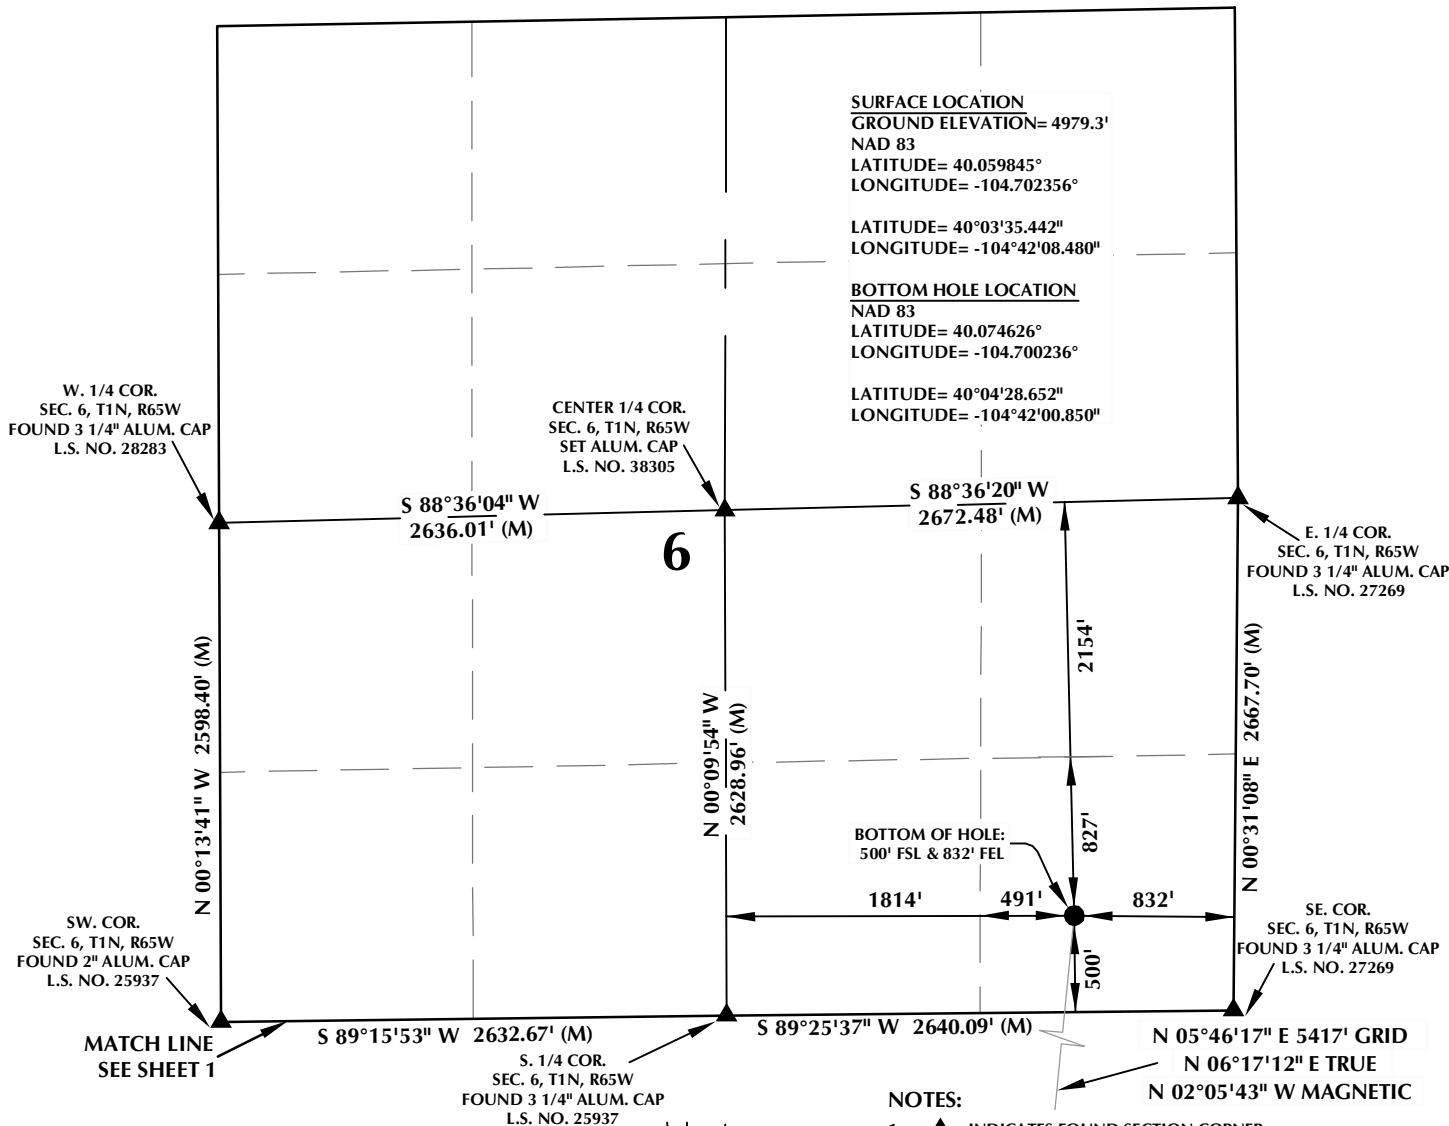 SURFACE LOCATION
GROUND ELEVATION= 4979.3'
NAD 83
LATITUDE= 40.059845°
LONGITUDE= -104.702356°
LATITUDE= 40°03'35.442"
LONGITUDE= -104°42'08.480"
BOTTOM HOLE LOCATION
NAD 83
LATITUDE= 40.074626°
LONGITUDE= -104.700236°
LATITUDE= 40°04'28.652"
LONGITUDE= -104°42'00.850"
W. 1/4 COR.
SEC. 6, T1N, R65W
FOUND 3 1/4" ALUM. CAP
L.S. NO. 28283
CENTER 1/4 COR.
SEC. 6, T1N, R65W
SET ALUM. CAP
L.S. NO. 38305
S 88°36'04" W
2636.01' (M)
S 88°36'20" W
2672.48' (M)
6
E. 1/4 COR.
SEC. 6, T1N, R65W
FOUND 3 1/4" ALUM. CAP
L.S. NO. 27269
N 00°13'41" W 2598.40' (M)
N 00°09'54" W
2628.96' (M)
2154'
827'
N 00°31'08" E 2667.70' (M)
BOTTOM OF HOLE:
500' FSL & 832' FEL
1814'
491'
832'
500'
SW. COR.
SEC. 6, T1N, R65W
FOUND 2" ALUM. CAP
L.S. NO. 25937
SE. COR.
SEC. 6, T1N, R65W
FOUND 3 1/4" ALUM. CAP
L.S. NO. 27269
MATCH LINE
SEE SHEET 1
S 89°15'53" W 2632.67' (M)
S 89°25'37" W 2640.09' (M)
S. 1/4 COR.
SEC. 6, T1N, R65W
FOUND 3 1/4" ALUM. CAP
L.S. NO. 25937
N 05°46'17" E 5417' GRID
N 06°17'12" E TRUE
N 02°05'43" W MAGNETIC
NOTES:
INDICATES FOUND SECTION CORNER